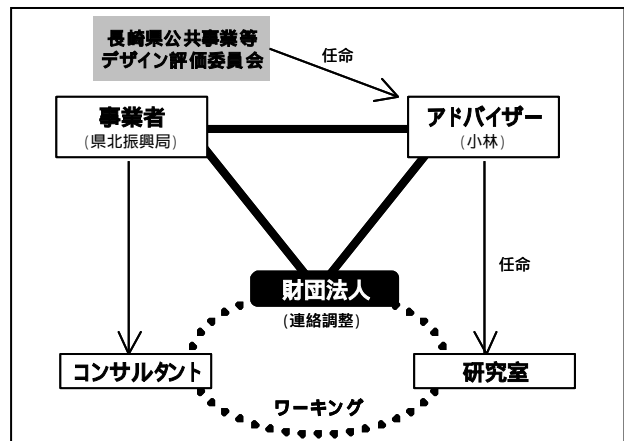 長崎県公共事業等
デザイン評価委員会
任命
事業者
(県北振興局)
アドバイザー
(小林)
任命
財団法人
(連絡調整)
コンサルタント
研究室
ワーキング